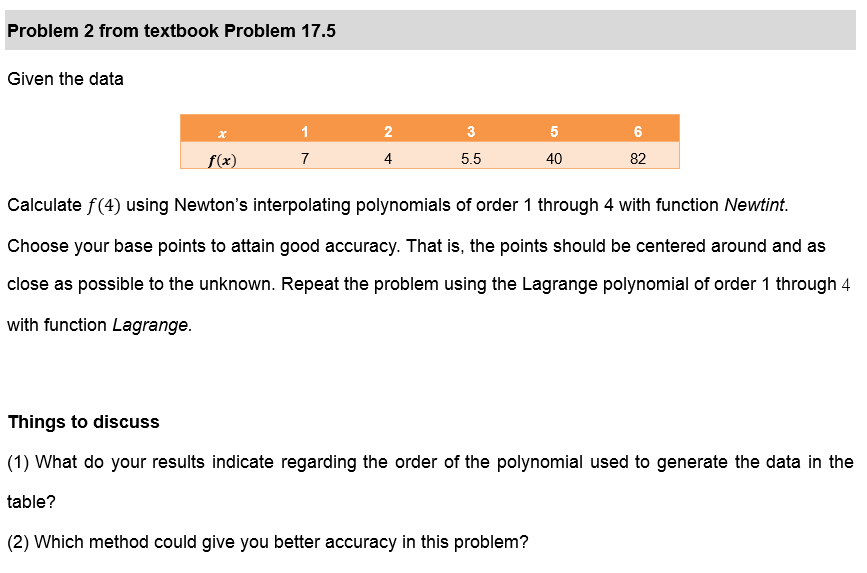 Problem 2 from textbook Problem 17.5
Given the data
x 1 2 3 5 6
f(x) 7 4 5.5 40 82
Calculate f(4) using Newton's interpolating polynomials of order 1 through 4 with function Newtint.
Choose your base points to attain good accuracy. That is, the points should be centered around and as
close as possible to the unknown. Repeat the problem using the Lagrange polynomial of order 1 through 4
with function Lagrange.
Things to discuss
(1) What do your results indicate regarding the order of the polynomial used to generate the data in the
table?
(2) Which method could give you better accuracy in this problem?